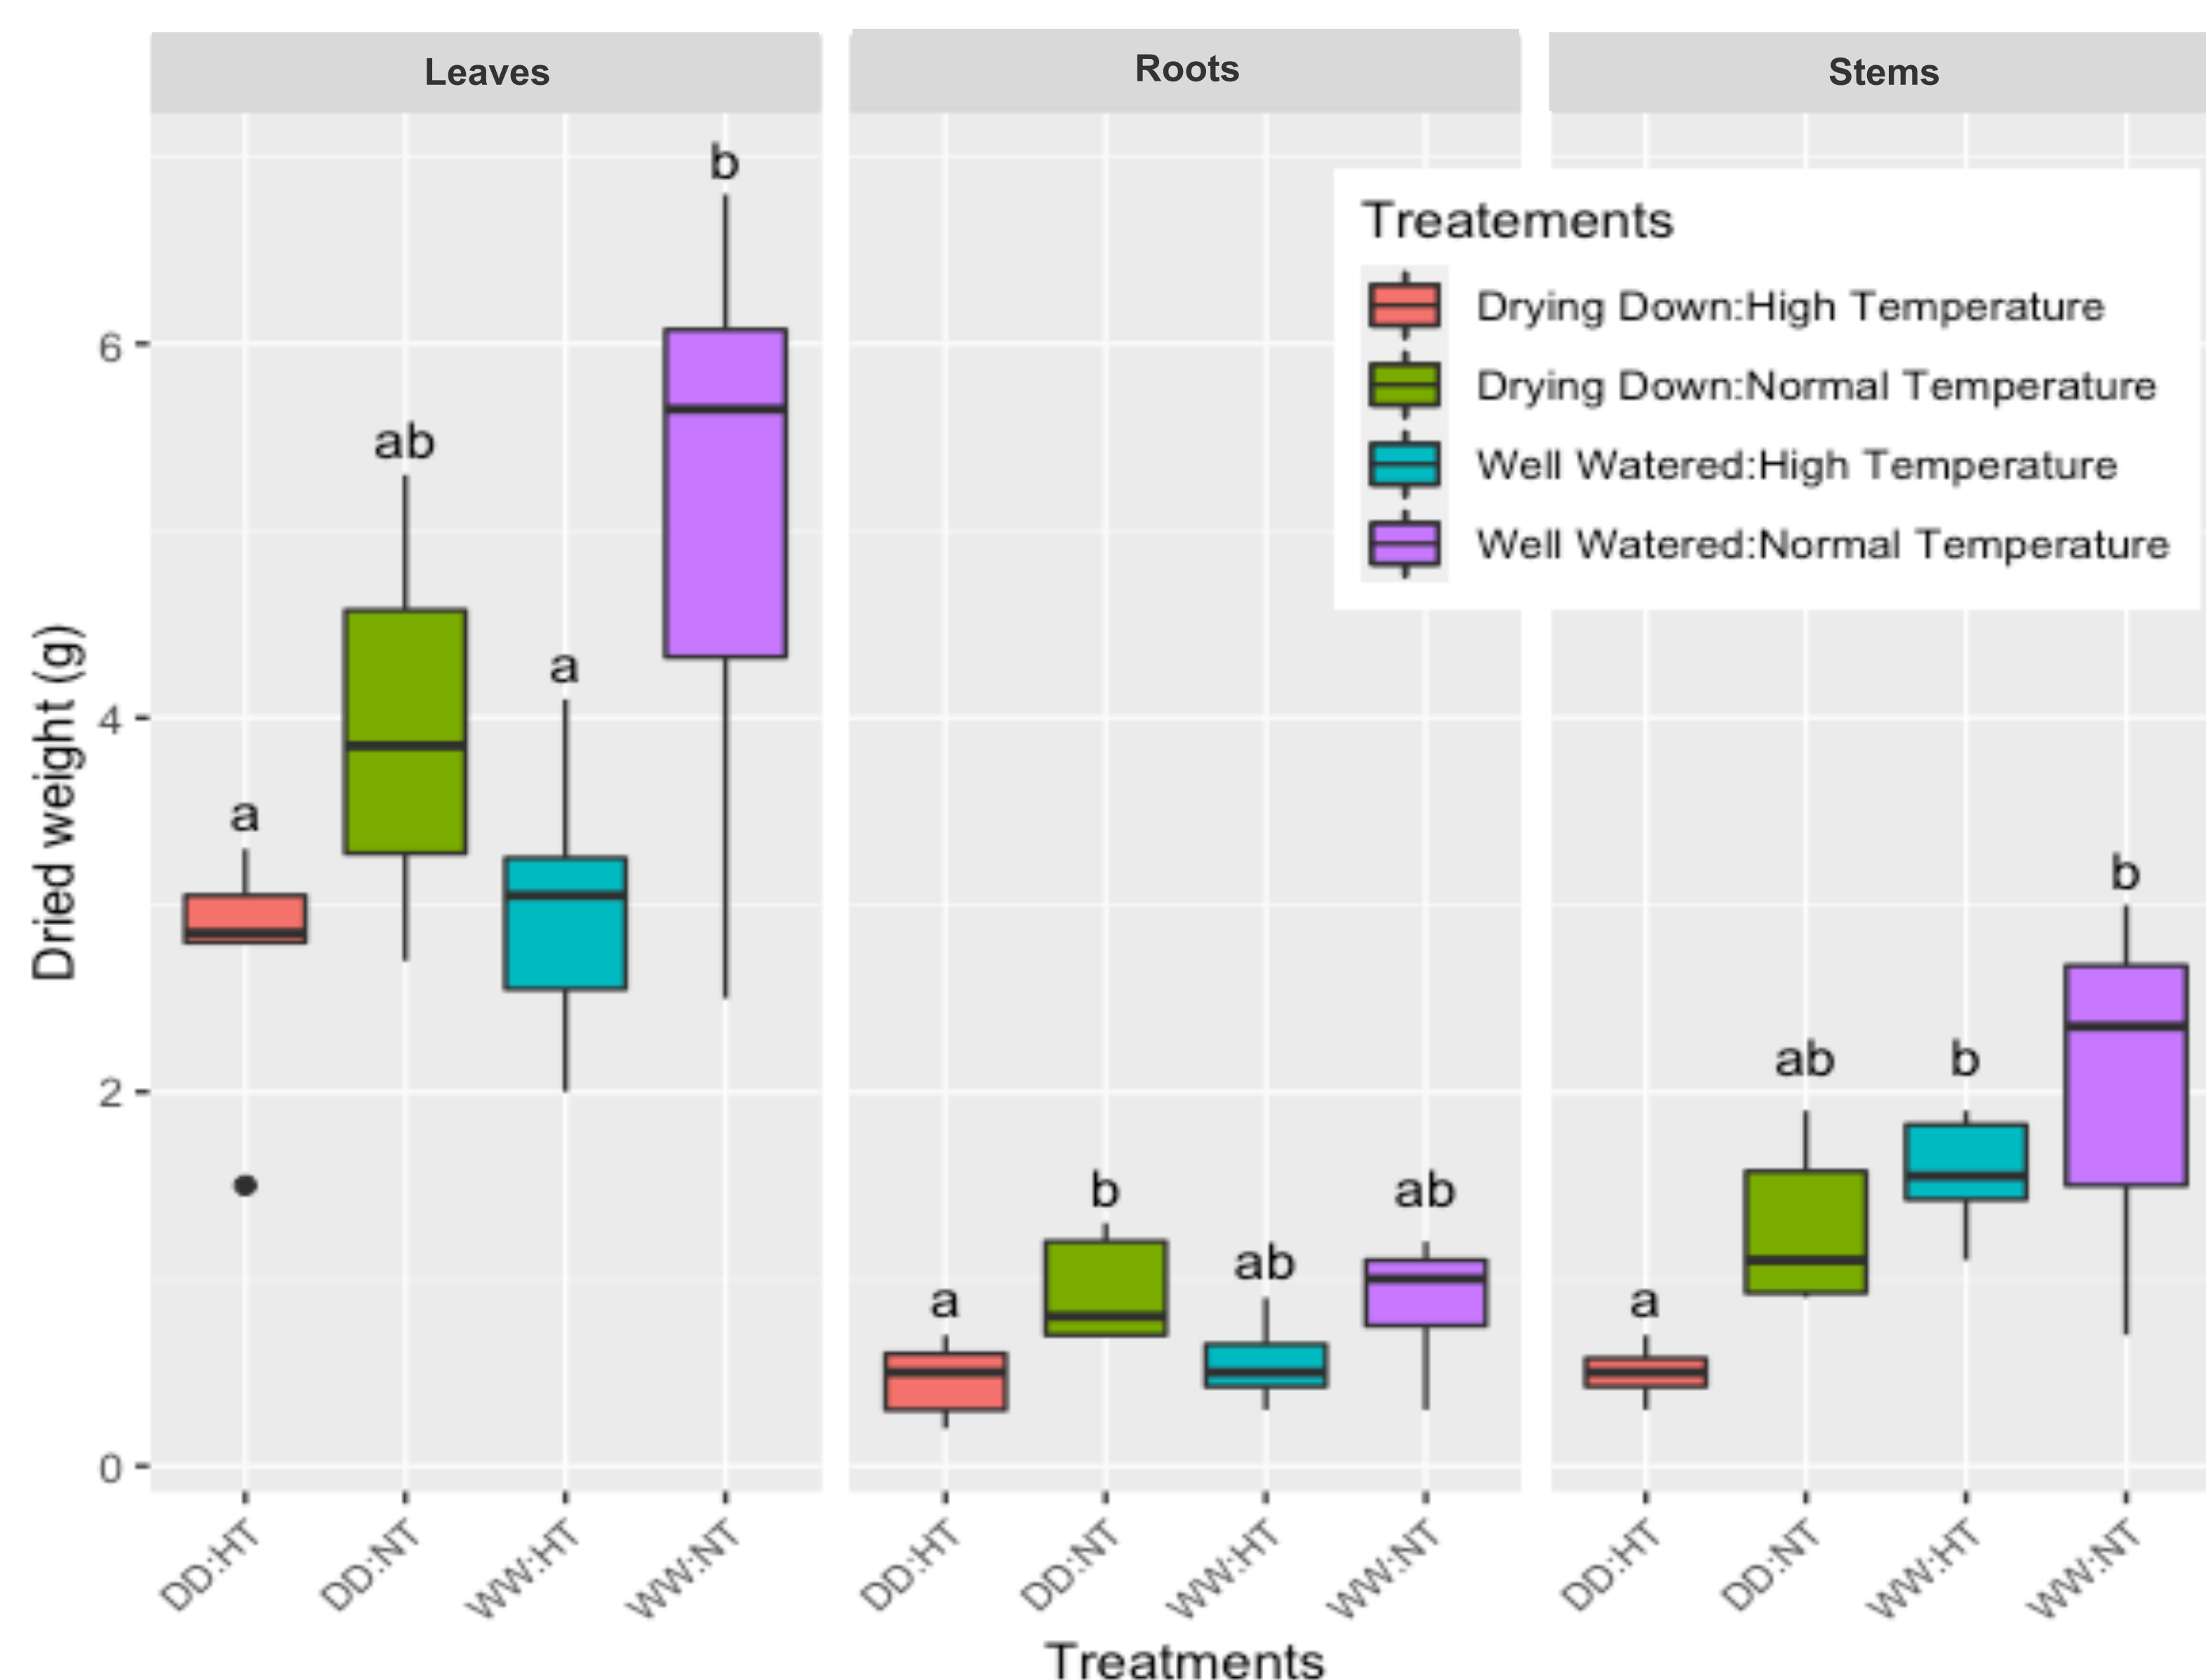 Leaves
Roots
Stems
Treatements
Drying Down:High Temperature
Drying Down:Normal Temperature
Well Watered:High Temperature
Well Watered:Normal Temperature
Dried weight (g)
6
4
2
0
a
ab
a
b
a
b
ab
ab
a
ab
b
b
DD:HT
DD:NT
WW:HT
WW:NT
DD:HT
DD:NT
WW:HT
WW:NT
DD:HT
DD:NT
WW:HT
WW:NT
Treatments